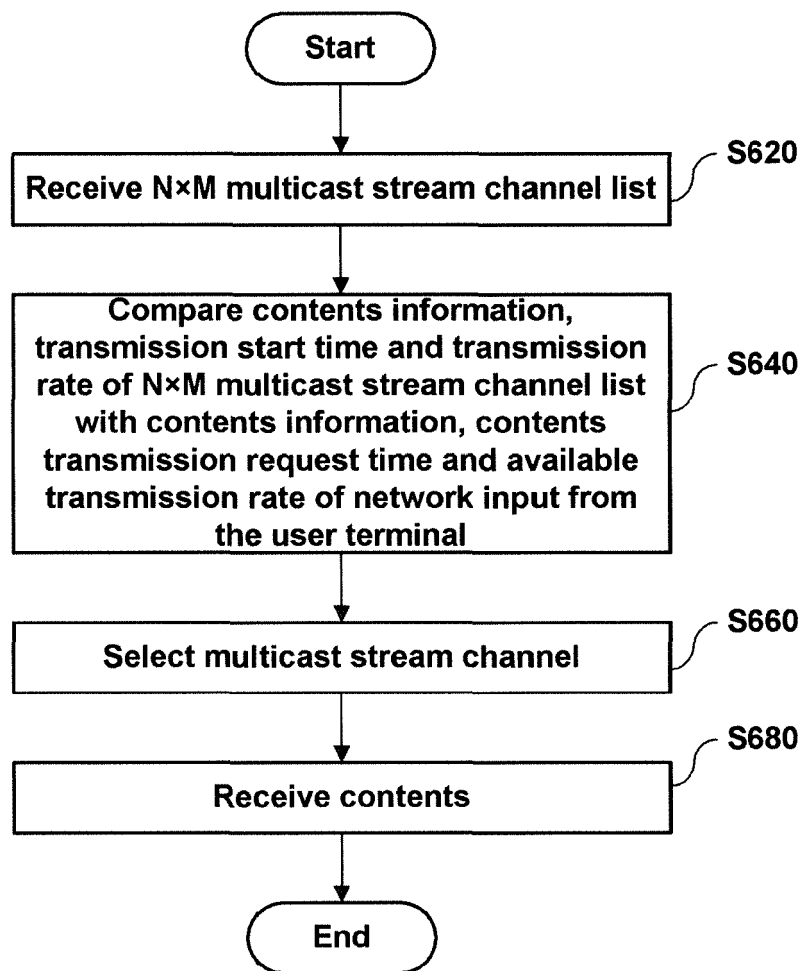 Start
S620
Receive N×M multicast stream channel list
Compare contents information,
transmission start time and transmission
rate of N×M multicast stream channel list
with contents information, contents
transmission request time and available
transmission rate of network input from
the user terminal
S640
S660
Select multicast stream channel
S680
Receive contents
End